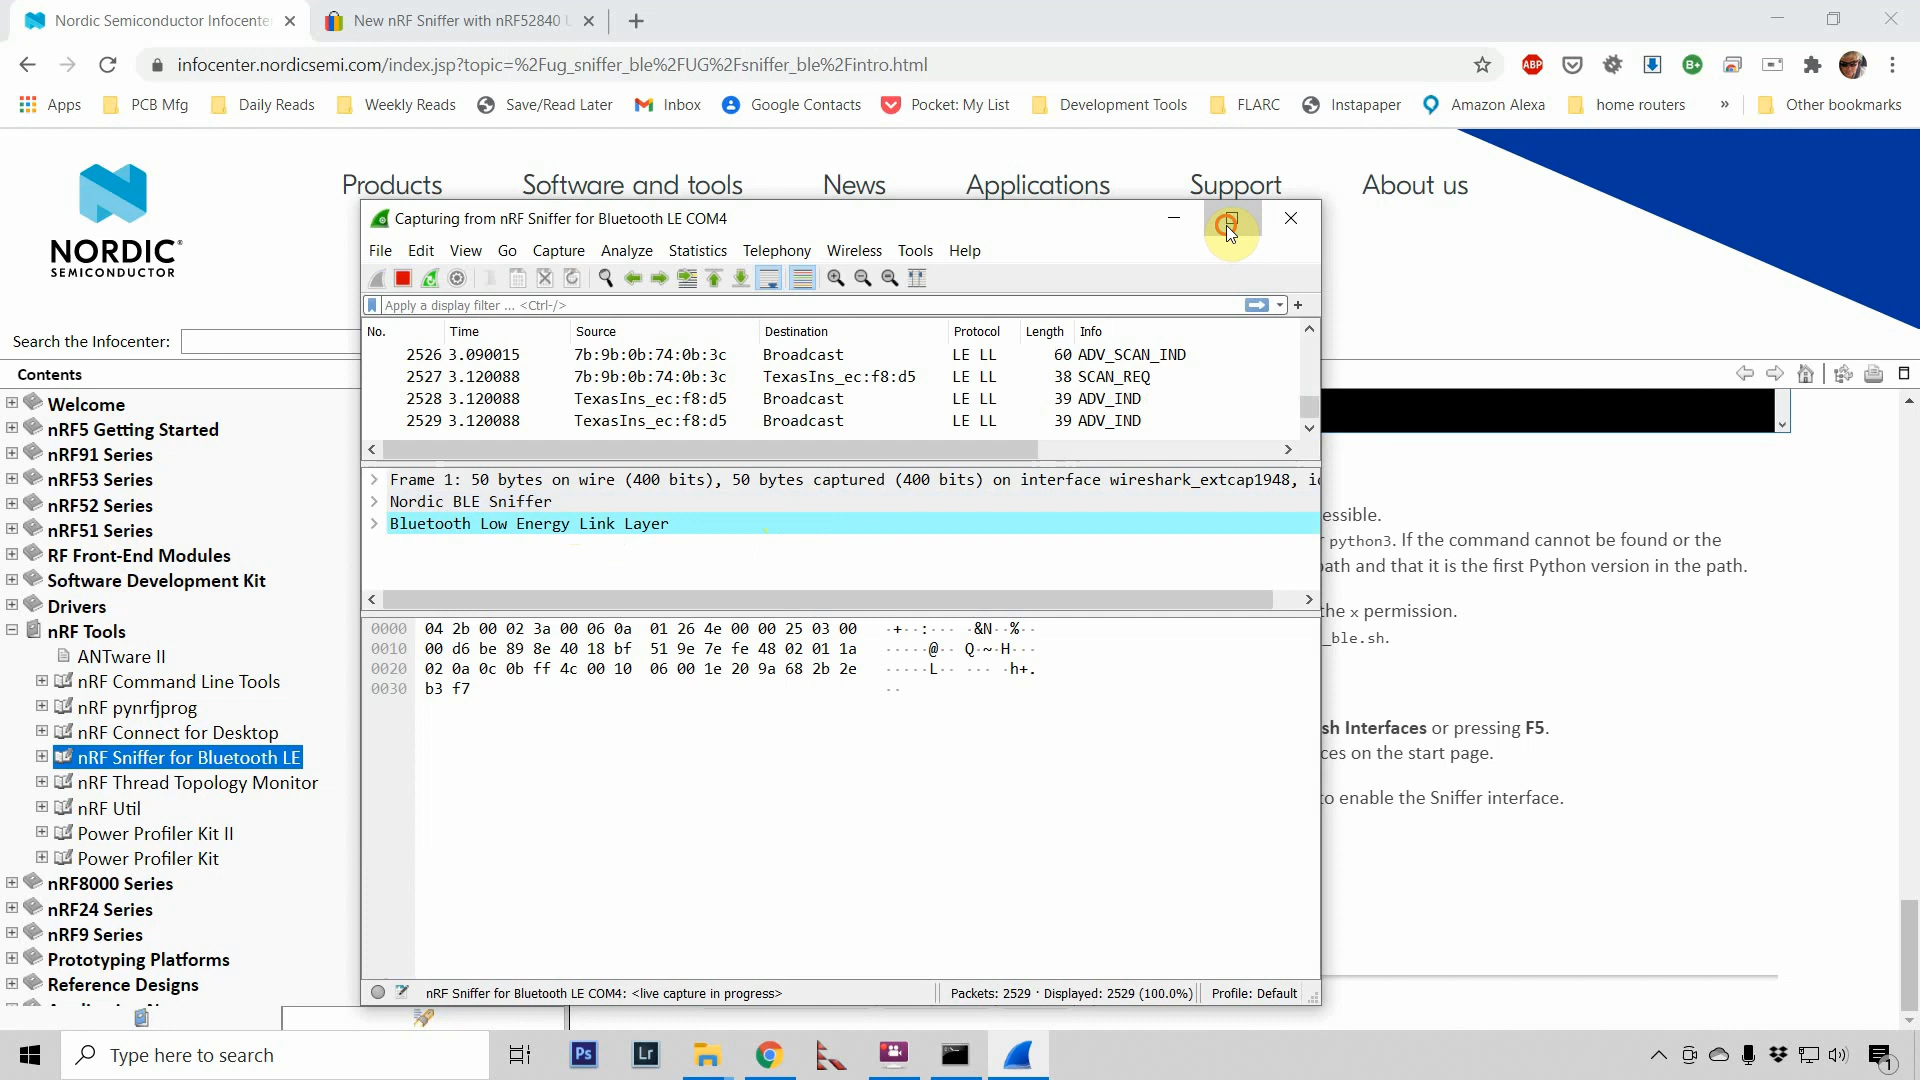 Nordic Semiconductor Infocenter
New nRF Sniffer with nRF52840 U
infocenter.nordicsemi.com/index.jsp?topic=%2Fug_sniffer_ble%2FUG%2Fsniffer_ble%2Fintro.html
ABP
B+
Apps
PCB Mfg
Daily Reads
Weekly Reads
Save/Read Later
Inbox
Google Contacts
Pocket: My List
Development Tools
FLARC
Instapaper
Amazon Alexa
home routers
»
Other bookmarks
NORDIC
SEMICONDUCTOR
Products
Software and tools
News
Applications
Support
About us
Search the Infocenter:
Contents
Welcome
nRF5 Getting Started
nRF91 Series
nRF53 Series
nRF52 Series
nRF51 Series
RF Front-End Modules
Software Development Kit
Drivers
nRF Tools
ANTware II
nRF Command Line Tools
nRF pynrfjprog
nRF Connect for Desktop
nRF Sniffer for Bluetooth LE
nRF Thread Topology Monitor
nRF Util
Power Profiler Kit II
Power Profiler Kit
nRF8000 Series
nRF24 Series
nRF9 Series
Prototyping Platforms
Reference Designs
Capturing from nRF Sniffer for Bluetooth LE COM4
File Edit View Go Capture Analyze Statistics Telephony Wireless Tools Help
Apply a display filter ... <Ctrl-/>
No. Time Source Destination Protocol Length Info
2526 3.090015 7b:9b:0b:74:0b:3c Broadcast LE LL 60 ADV_SCAN_IND
2527 3.120088 7b:9b:0b:74:0b:3c TexasIns_ec:f8:d5 LE LL 38 SCAN_REQ
2528 3.120088 TexasIns_ec:f8:d5 Broadcast LE LL 39 ADV_IND
2529 3.120088 TexasIns_ec:f8:d5 Broadcast LE LL 39 ADV_IND
Frame 1: 50 bytes on wire (400 bits), 50 bytes captured (400 bits) on interface wireshark_extcap1948, i
Nordic BLE Sniffer
Bluetooth Low Energy Link Layer
0000 04 2b 00 02 3a 00 06 0a 01 26 4e 00 00 25 03 00 ·+··:··· ·&N··%··
0010 00 d6 be 89 8e 40 18 bf 51 9e 7e fe 48 02 01 1a ·····@·· Q·~·H···
0020 02 0a 0c 0b ff 4c 00 10 06 00 1e 20 9a 68 2b 2e ·····L·· ··· ·h+.
0030 b3 f7 ··
nRF Sniffer for Bluetooth LE COM4: <live capture in progress>
Packets: 2529 · Displayed: 2529 (100.0%)
Profile: Default
essible.
python3. If the command cannot be found or the
ath and that it is the first Python version in the path.
the x permission.
_ble.sh.
sh Interfaces or pressing F5.
ces on the start page.
to enable the Sniffer interface.
Type here to search
Ps
Lr
1